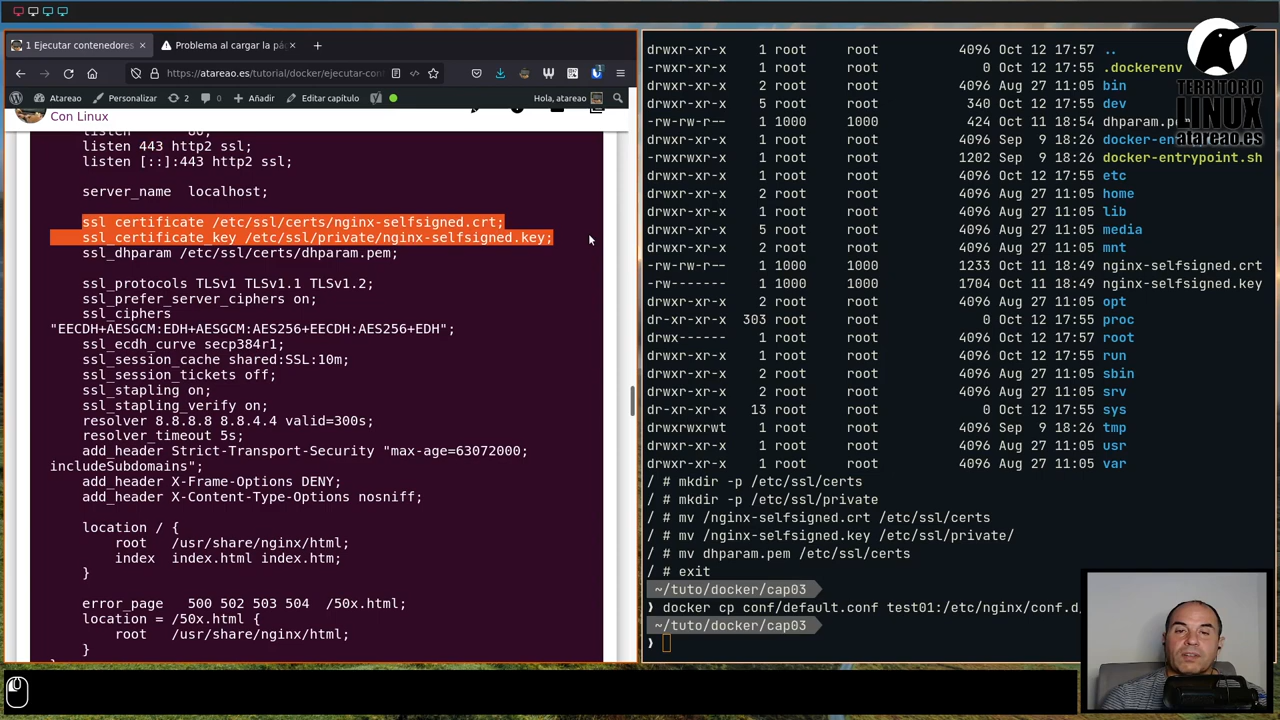 1 Ejecutar contenedores
Problema al cargar la pá
https://atareao.es/tutorial/docker/ejecutar-con
Atareao
Personalizar
2
0
Añadir
Editar capítulo
Hola, atareao
Con Linux
listen 80;
listen 443 http2 ssl;
listen [::]:443 http2 ssl;
server_name localhost;
ssl_certificate /etc/ssl/certs/nginx-selfsigned.crt;
ssl_certificate_key /etc/ssl/private/nginx-selfsigned.key;
ssl_dhparam /etc/ssl/certs/dhparam.pem;
ssl_protocols TLSv1 TLSv1.1 TLSv1.2;
ssl_prefer_server_ciphers on;
ssl_ciphers
"EECDH+AESGCM:EDH+AESGCM:AES256+EECDH:AES256+EDH";
ssl_ecdh_curve secp384r1;
ssl_session_cache shared:SSL:10m;
ssl_session_tickets off;
ssl_stapling on;
ssl_stapling_verify on;
resolver 8.8.8.8 8.8.4.4 valid=300s;
resolver_timeout 5s;
add_header Strict-Transport-Security "max-age=63072000;
includeSubdomains";
add_header X-Frame-Options DENY;
add_header X-Content-Type-Options nosniff;
location / {
root /usr/share/nginx/html;
index index.html index.htm;
}
error_page 500 502 503 504 /50x.html;
location = /50x.html {
root /usr/share/nginx/html;
}
drwxr-xr-x 1 root root 4096 Oct 12 17:57 ..
-rwxr-xr-x 1 root root 0 Oct 12 17:55 .dockerenv
drwxr-xr-x 2 root root 4096 Aug 27 11:05 bin
drwxr-xr-x 5 root root 340 Oct 12 17:55 dev
-rw-rw-r-- 1 1000 1000 424 Oct 11 18:54 dhparam.pe
drwxr-xr-x 1 root root 4096 Sep 9 18:26 docker-en
-rwxrwxr-x 1 root root 1202 Sep 9 18:26 docker-entrypoint.sh
drwxr-xr-x 1 root root 4096 Oct 12 17:55 etc
drwxr-xr-x 2 root root 4096 Aug 27 11:05 home
drwxr-xr-x 1 root root 4096 Aug 27 11:05 lib
drwxr-xr-x 5 root root 4096 Aug 27 11:05 media
drwxr-xr-x 2 root root 4096 Aug 27 11:05 mnt
-rw-rw-r-- 1 1000 1000 1233 Oct 11 18:49 nginx-selfsigned.crt
-rw------- 1 1000 1000 1704 Oct 11 18:49 nginx-selfsigned.key
drwxr-xr-x 2 root root 4096 Aug 27 11:05 opt
dr-xr-xr-x 303 root root 0 Oct 12 17:55 proc
drwx------ 1 root root 4096 Oct 12 17:55 root
drwxr-xr-x 1 root root 4096 Oct 12 17:55 run
drwxr-xr-x 2 root root 4096 Aug 27 11:05 sbin
drwxr-xr-x 2 root root 4096 Aug 27 11:05 srv
dr-xr-xr-x 13 root root 0 Oct 12 17:55 sys
drwxrwxrwt 1 root root 4096 Sep 9 18:26 tmp
drwxr-xr-x 1 root root 4096 Aug 27 11:05 usr
drwxr-xr-x 1 root root 4096 Aug 27 11:05 var
/ # mkdir -p /etc/ssl/certs
/ # mkdir -p /etc/ssl/private
/ # mv /nginx-selfsigned.crt /etc/ssl/certs
/ # mv /nginx-selfsigned.key /etc/ssl/private/
/ # mv dhparam.pem /etc/ssl/certs
/ # exit
~/tuto/docker/cap03
❯ docker cp conf/default.conf test01:/etc/nginx/conf.d/
~/tuto/docker/cap03
❯
TERRITORIO
LINUX
atareao.es